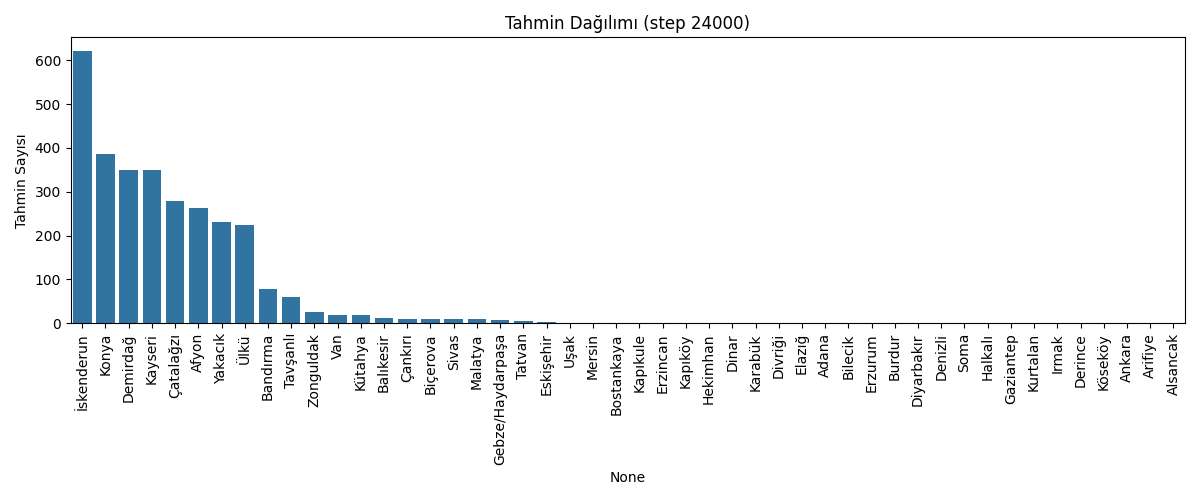 Tahmin Dağılımı (step 24000)
Tahmin Sayısı
600
500
400
300
200
100
0
İskenderun
Konya
Demirdağ
Kayseri
Çatalağzı
Afyon
Yakacık
Ülkü
Bandırma
Tavşanlı
Zonguldak
Van
Kütahya
Balıkesir
Çankırı
Biçerova
Sivas
Malatya
Gebze/Haydarpaşa
Tatvan
Eskişehir
Uşak
Mersin
Bostankaya
Kapıkule
Erzincan
Kapıköy
Hekimhan
Dinar
Karabük
Divriği
Elazığ
Adana
Bilecik
Erzurum
Burdur
Diyarbakır
Denizli
Soma
Halkalı
Gaziantep
Kurtalan
Irmak
Derince
Köseköy
Ankara
Arifiye
Alsancak
None